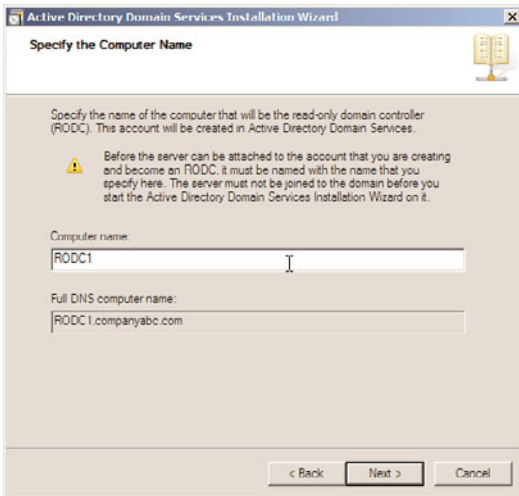 Active Directory Domain Services Installation Wizard
Specify the Computer Name
Specify the name of the computer that will be the read-only domain controller
(RODC). This account will be created in Active Directory Domain Services.
Before the server can be attached to the account that you are creating
and become an RODC, it must be named with the name that you
specify here. The server must not be joined to the domain before you
start the Active Directory Domain Services Installation Wizard on it.
Computer name:
RODC1
Full DNS computer name:
RODC1.companyabc.com
< Back Next > Cancel